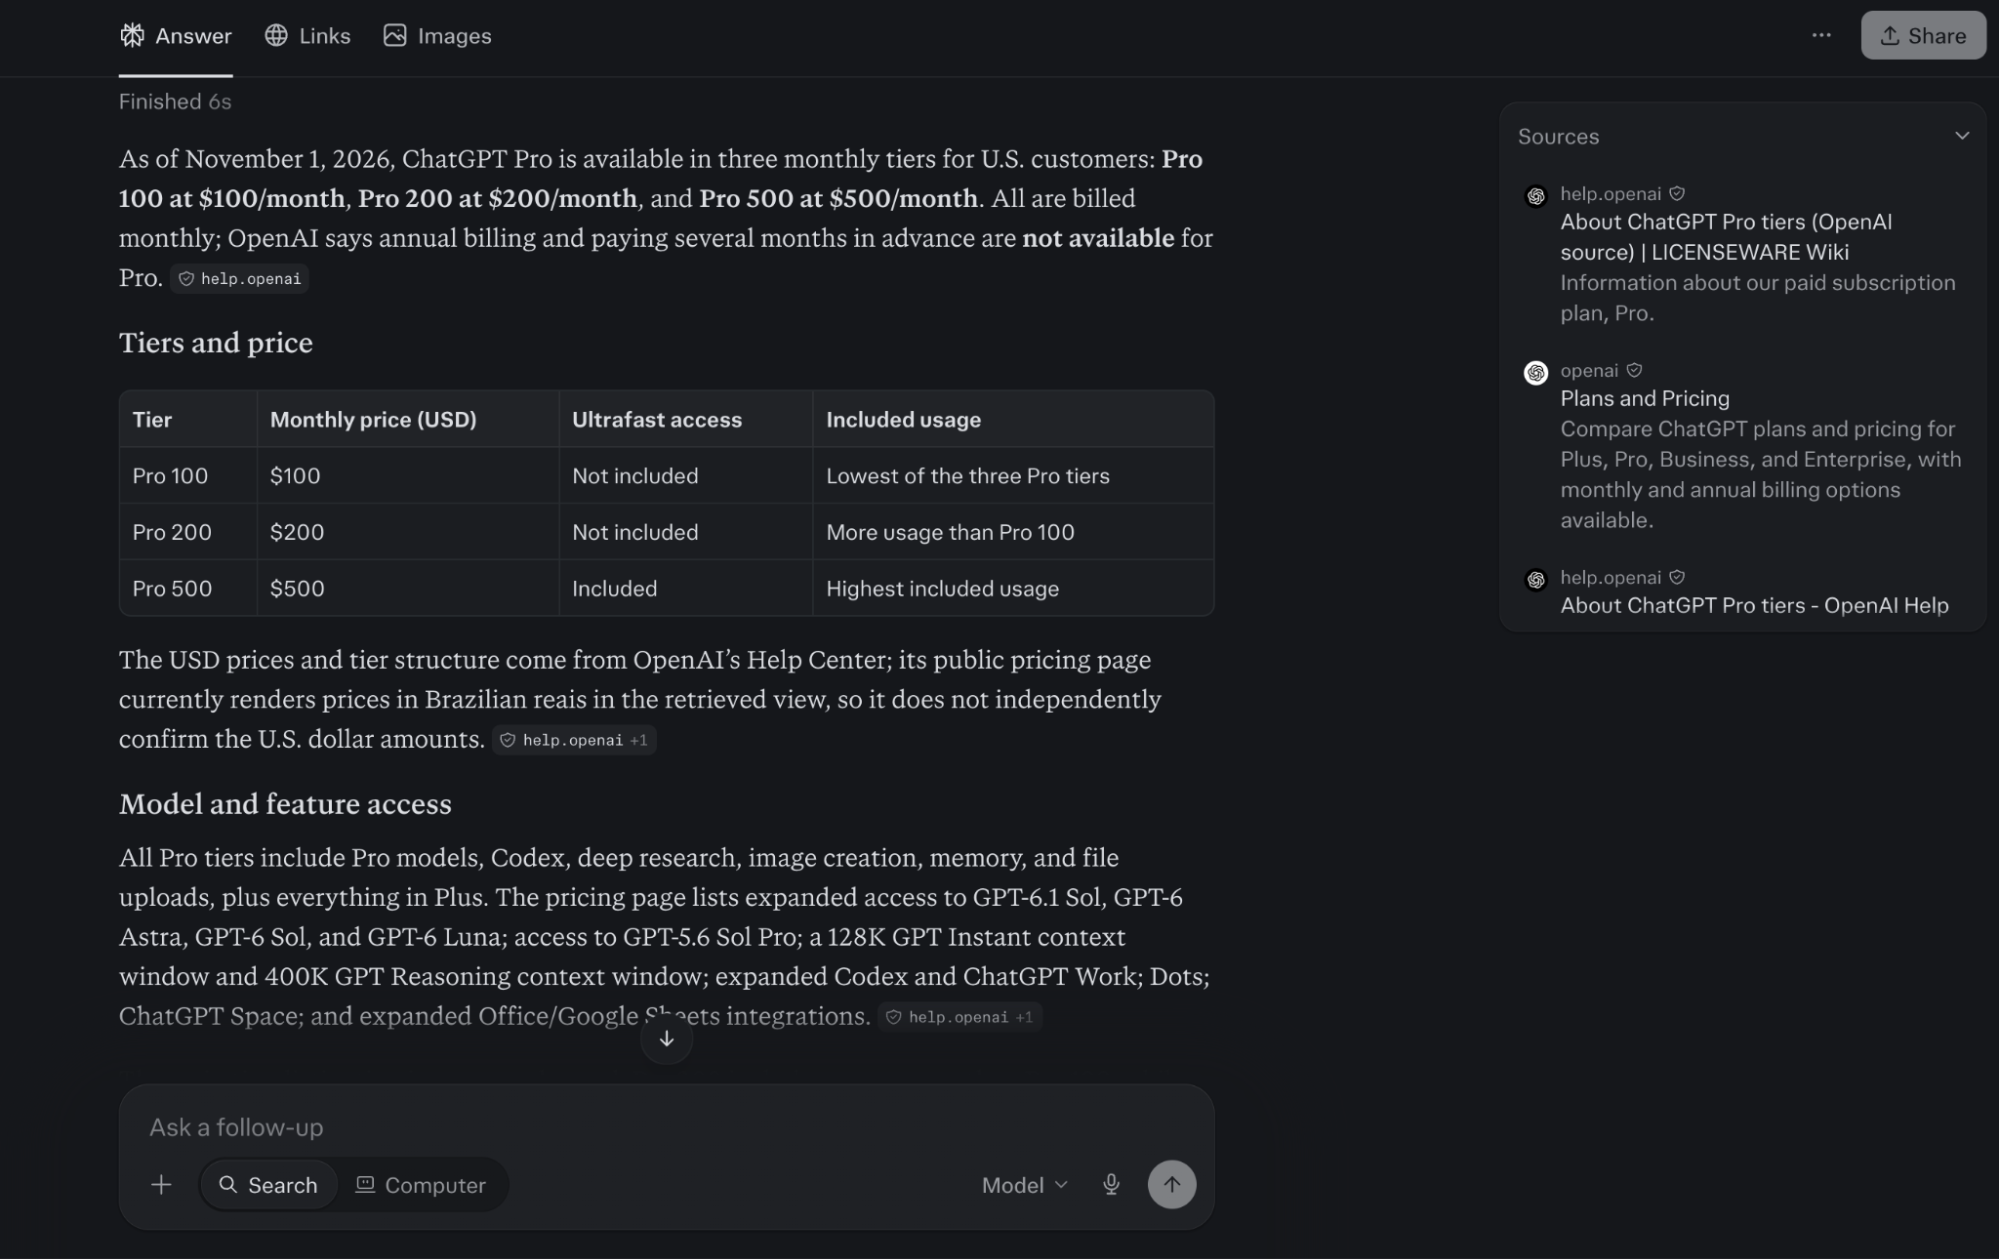 Answer
Links
Images
Share
Finished 6s
As of November 1, 2026, ChatGPT Pro is available in three monthly tiers for U.S. customers: Pro
100 at $100/month, Pro 200 at $200/month, and Pro 500 at $500/month. All are billed
monthly; OpenAI says annual billing and paying several months in advance are not available for
Pro. help.openai
Tiers and price
Tier Monthly price (USD) Ultrafast access Included usage
Pro 100 $100 Not included Lowest of the three Pro tiers
Pro 200 $200 Not included More usage than Pro 100
Pro 500 $500 Included Highest included usage
The USD prices and tier structure come from OpenAI’s Help Center; its public pricing page
currently renders prices in Brazilian reais in the retrieved view, so it does not independently
confirm the U.S. dollar amounts. help.openai +1
Model and feature access
All Pro tiers include Pro models, Codex, deep research, image creation, memory, and file
uploads, plus everything in Plus. The pricing page lists expanded access to GPT-6.1 Sol, GPT-6
Astra, GPT-6 Sol, and GPT-6 Luna; access to GPT-5.6 Sol Pro; a 128K GPT Instant context
window and 400K GPT Reasoning context window; expanded Codex and ChatGPT Work; Dots;
ChatGPT Space; and expanded Office/Google Sheets integrations. help.openai +1
Ask a follow-up
Search
Computer
Model
Sources
help.openai
About ChatGPT Pro tiers (OpenAI
source) | LICENSEWARE Wiki
Information about our paid subscription
plan, Pro.
openai
Plans and Pricing
Compare ChatGPT plans and pricing for
Plus, Pro, Business, and Enterprise, with
monthly and annual billing options
available.
help.openai
About ChatGPT Pro tiers - OpenAI Help